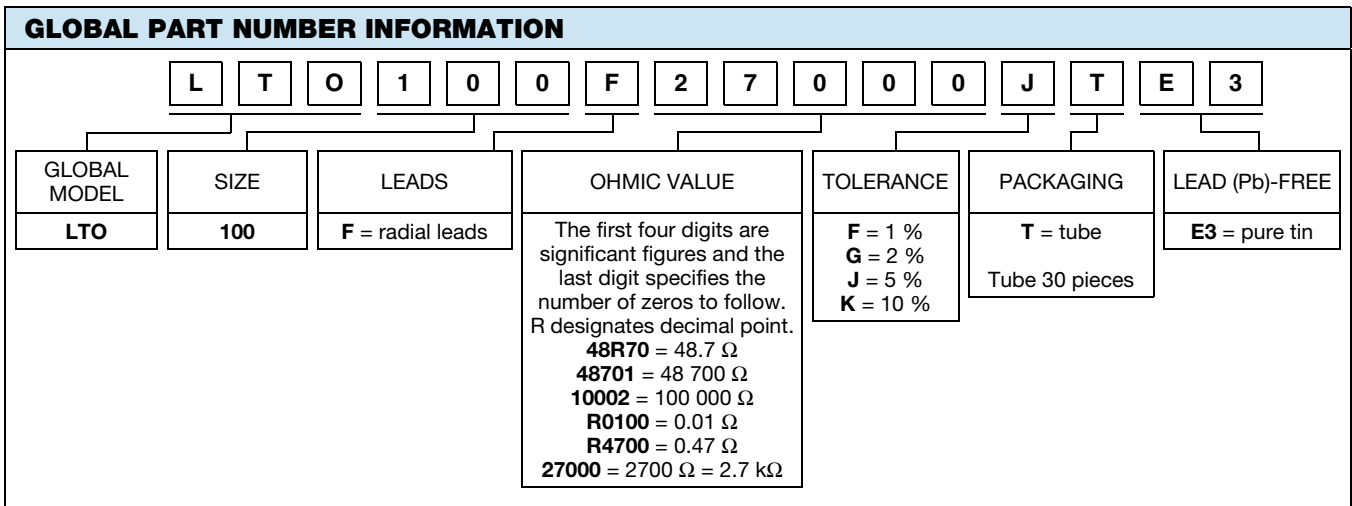 GLOBAL PART NUMBER INFORMATION
L T O 1 0 0 F 2 7 0 0 0 J T E 3
GLOBAL
MODEL
LTO
SIZE
100
LEADS
F = radial leads
OHMIC VALUE
The first four digits are
significant figures and the
last digit specifies the
number of zeros to follow.
R designates decimal point.
48R70 = 48.7 Ω
48701 = 48 700 Ω
10002 = 100 000 Ω
R0100 = 0.01 Ω
R4700 = 0.47 Ω
27000 = 2700 Ω = 2.7 kΩ
TOLERANCE
F = 1 %
G = 2 %
J = 5 %
K = 10 %
PACKAGING
T = tube
Tube 30 pieces
LEAD (Pb)-FREE
E3 = pure tin